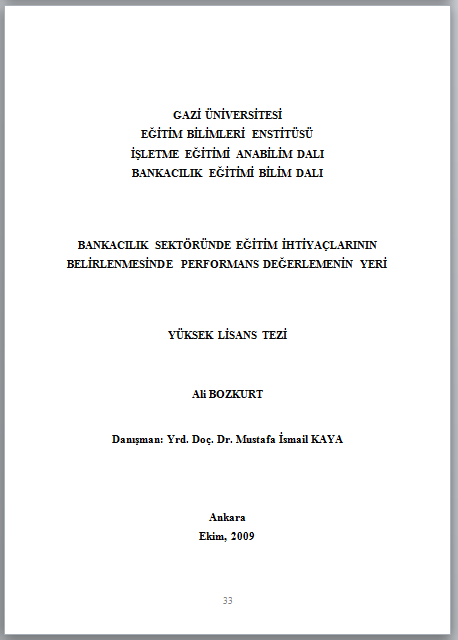 GAZİ ÜNİVERSİTESİ
EĞİTİM BİLİMLERİ ENSTİTÜSÜ
İŞLETME EĞİTİMİ ANABİLİM DALI
BANKACILIK EĞİTİMİ BİLİM DALI
BANKACILIK SEKTÖRÜNDE EĞİTİM İHTİYAÇLARININ
BELİRLENMESİNDE PERFORMANS DEĞERLEMENİN YERİ
YÜKSEK LİSANS TEZİ
Ali BOZKURT
Danışman: Yrd. Doç. Dr. Mustafa İsmail KAYA
Ankara
Ekim, 2009
33